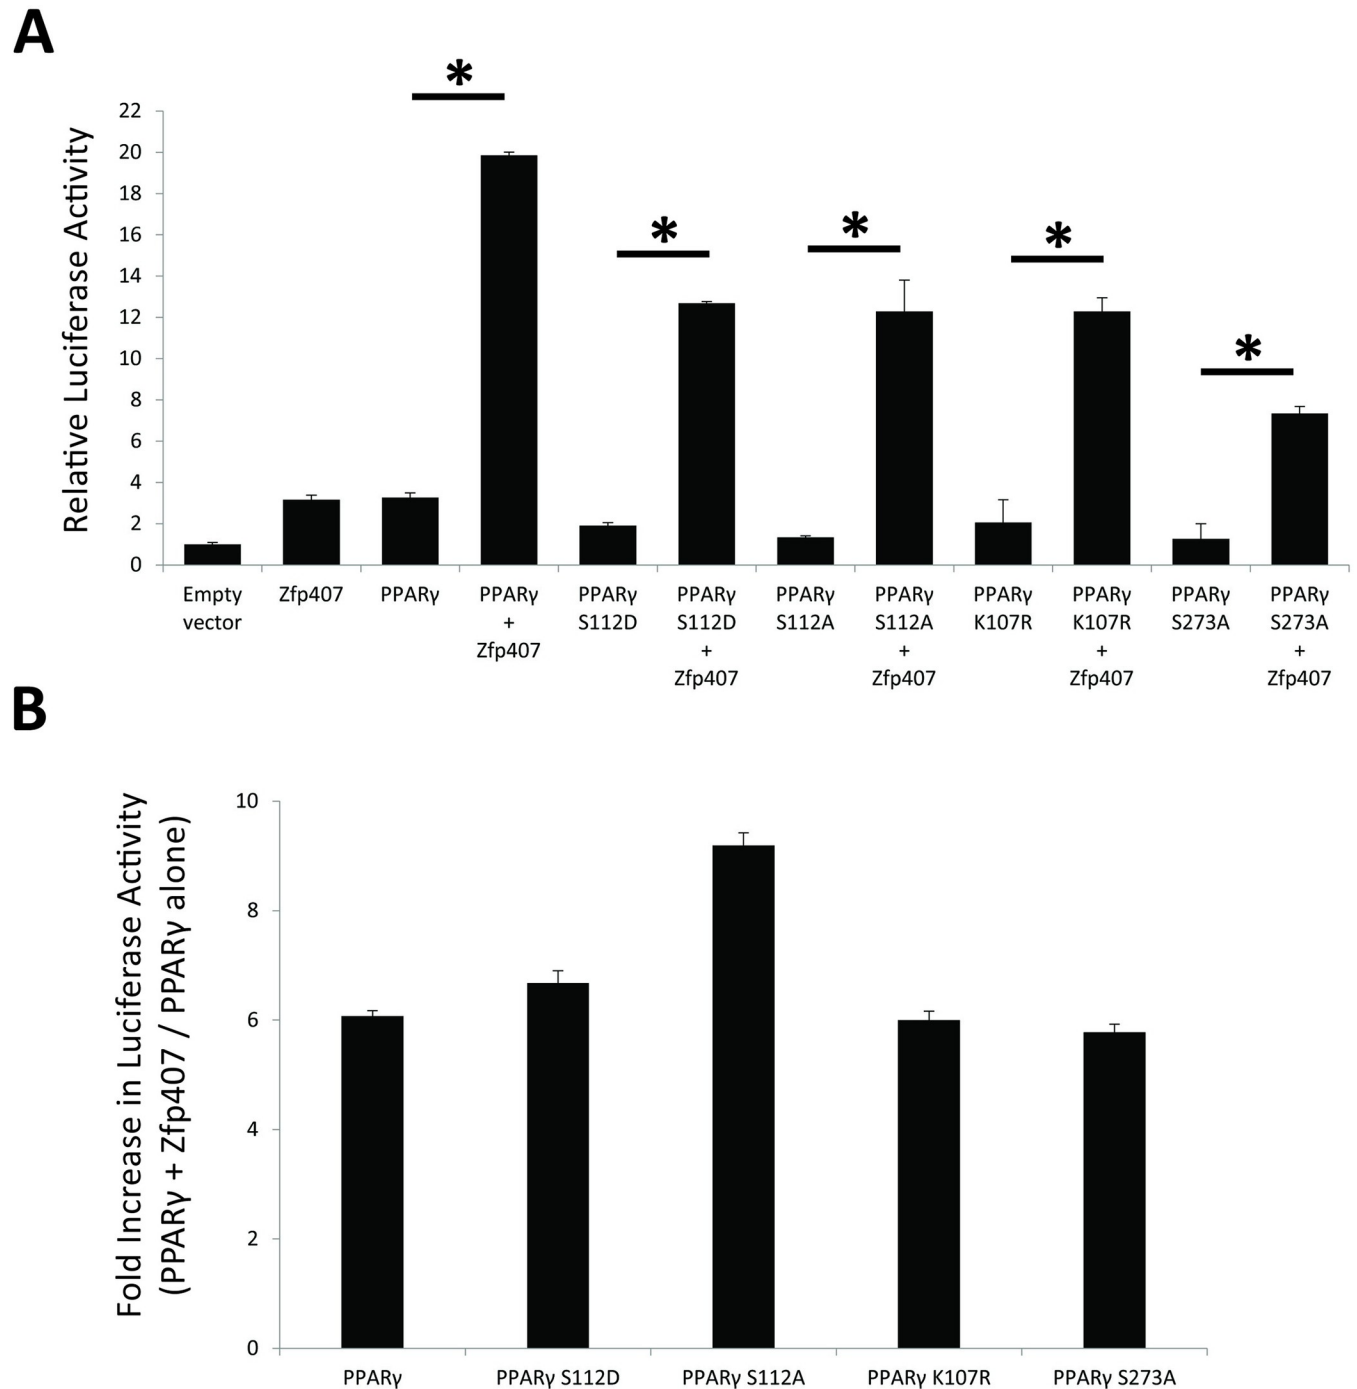 A
*
*
*
*
*
Relative Luciferase Activity
22
20
18
16
14
12
10
8
6
4
2
0
Empty vector
Zfp407
PPARγ
PPARγ + Zfp407
PPARγ S112D
PPARγ S112D + Zfp407
PPARγ S112A
PPARγ S112A + Zfp407
PPARγ K107R
PPARγ K107R + Zfp407
PPARγ S273A
PPARγ S273A + Zfp407
B
Fold Increase in Luciferase Activity
(PPARγ + Zfp407 / PPARγ alone)
10
8
6
4
2
0
PPARγ
PPARγ S112D
PPARγ S112A
PPARγ K107R
PPARγ S273A